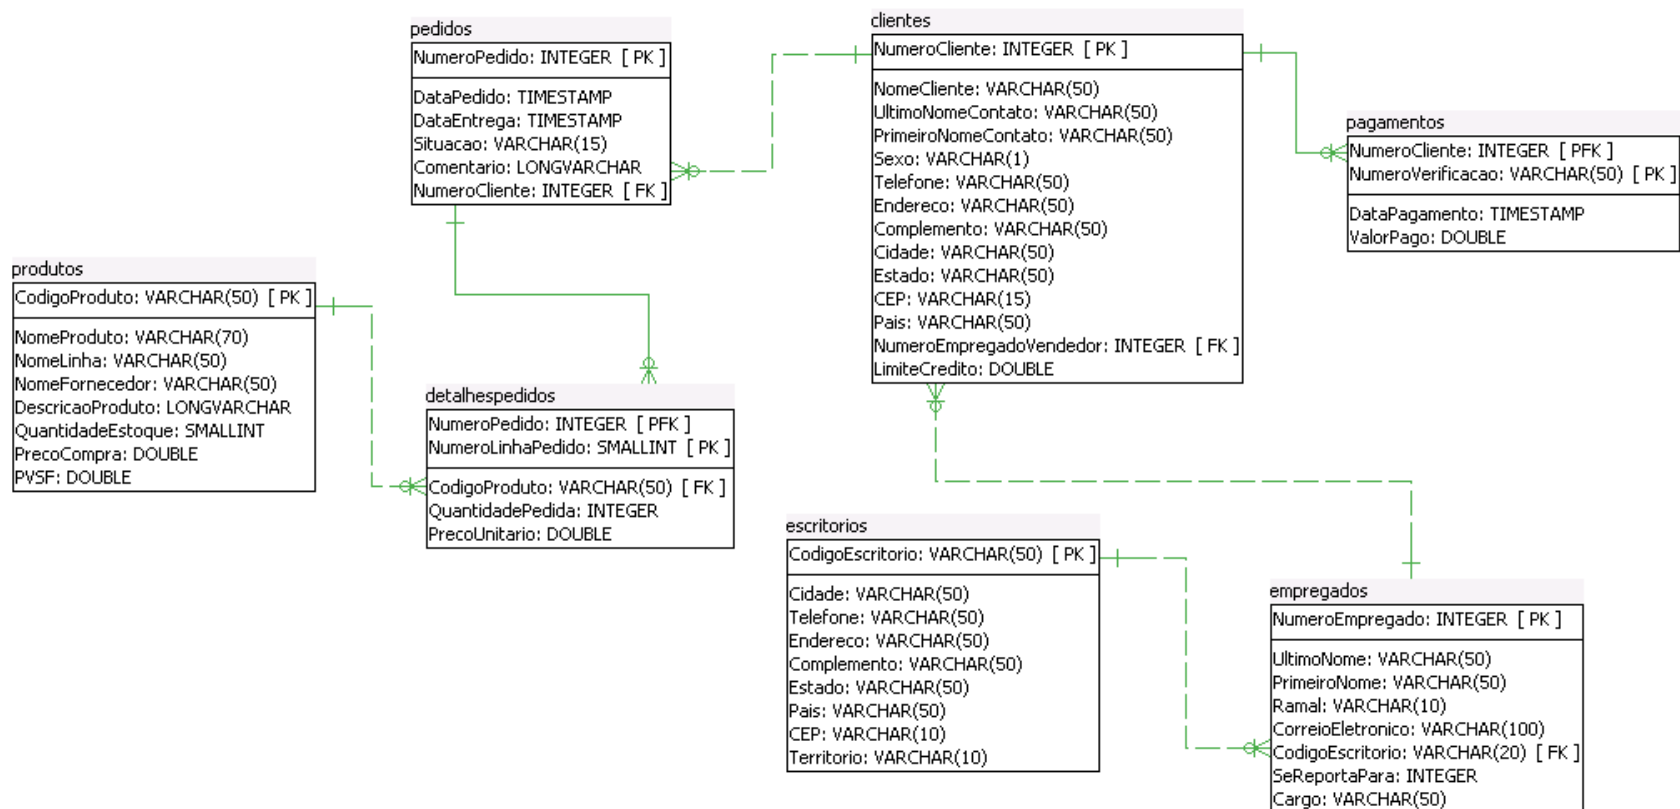 pedidos
NumeroPedido: INTEGER [ PK ]
DataPedido: TIMESTAMP
DataEntrega: TIMESTAMP
Situacao: VARCHAR(15)
Comentario: LONGVARCHAR
NumeroCliente: INTEGER [ FK ]
clientes
NumeroCliente: INTEGER [ PK ]
NomeCliente: VARCHAR(50)
UltimoNomeContato: VARCHAR(50)
PrimeiroNomeContato: VARCHAR(50)
Sexo: VARCHAR(1)
Telefone: VARCHAR(50)
Endereco: VARCHAR(50)
Complemento: VARCHAR(50)
Cidade: VARCHAR(50)
Estado: VARCHAR(50)
CEP: VARCHAR(15)
Pais: VARCHAR(50)
NumeroEmpregadoVendedor: INTEGER [ FK ]
LimiteCredito: DOUBLE
pagamentos
NumeroCliente: INTEGER [ PFK ]
NumeroVerificacao: VARCHAR(50) [ PK ]
DataPagamento: TIMESTAMP
ValorPago: DOUBLE
produtos
CodigoProduto: VARCHAR(50) [ PK ]
NomeProduto: VARCHAR(70)
NomeLinha: VARCHAR(50)
NomeFornecedor: VARCHAR(50)
DescricaoProduto: LONGVARCHAR
QuantidadeEstoque: SMALLINT
PrecoCompra: DOUBLE
PVSF: DOUBLE
detalhespedidos
NumeroPedido: INTEGER [ PFK ]
NumeroLinhaPedido: SMALLINT [ PK ]
CodigoProduto: VARCHAR(50) [ FK ]
QuantidadePedida: INTEGER
PrecoUnitario: DOUBLE
escritorios
CodigoEscritorio: VARCHAR(50) [ PK ]
Cidade: VARCHAR(50)
Telefone: VARCHAR(50)
Endereco: VARCHAR(50)
Complemento: VARCHAR(50)
Estado: VARCHAR(50)
Pais: VARCHAR(50)
CEP: VARCHAR(10)
Territorio: VARCHAR(10)
empregados
NumeroEmpregado: INTEGER [ PK ]
UltimoNome: VARCHAR(50)
PrimeiroNome: VARCHAR(50)
Ramal: VARCHAR(10)
CorreioEletronico: VARCHAR(100)
CodigoEscritorio: VARCHAR(20) [ FK ]
SeReportaPara: INTEGER
Cargo: VARCHAR(50)